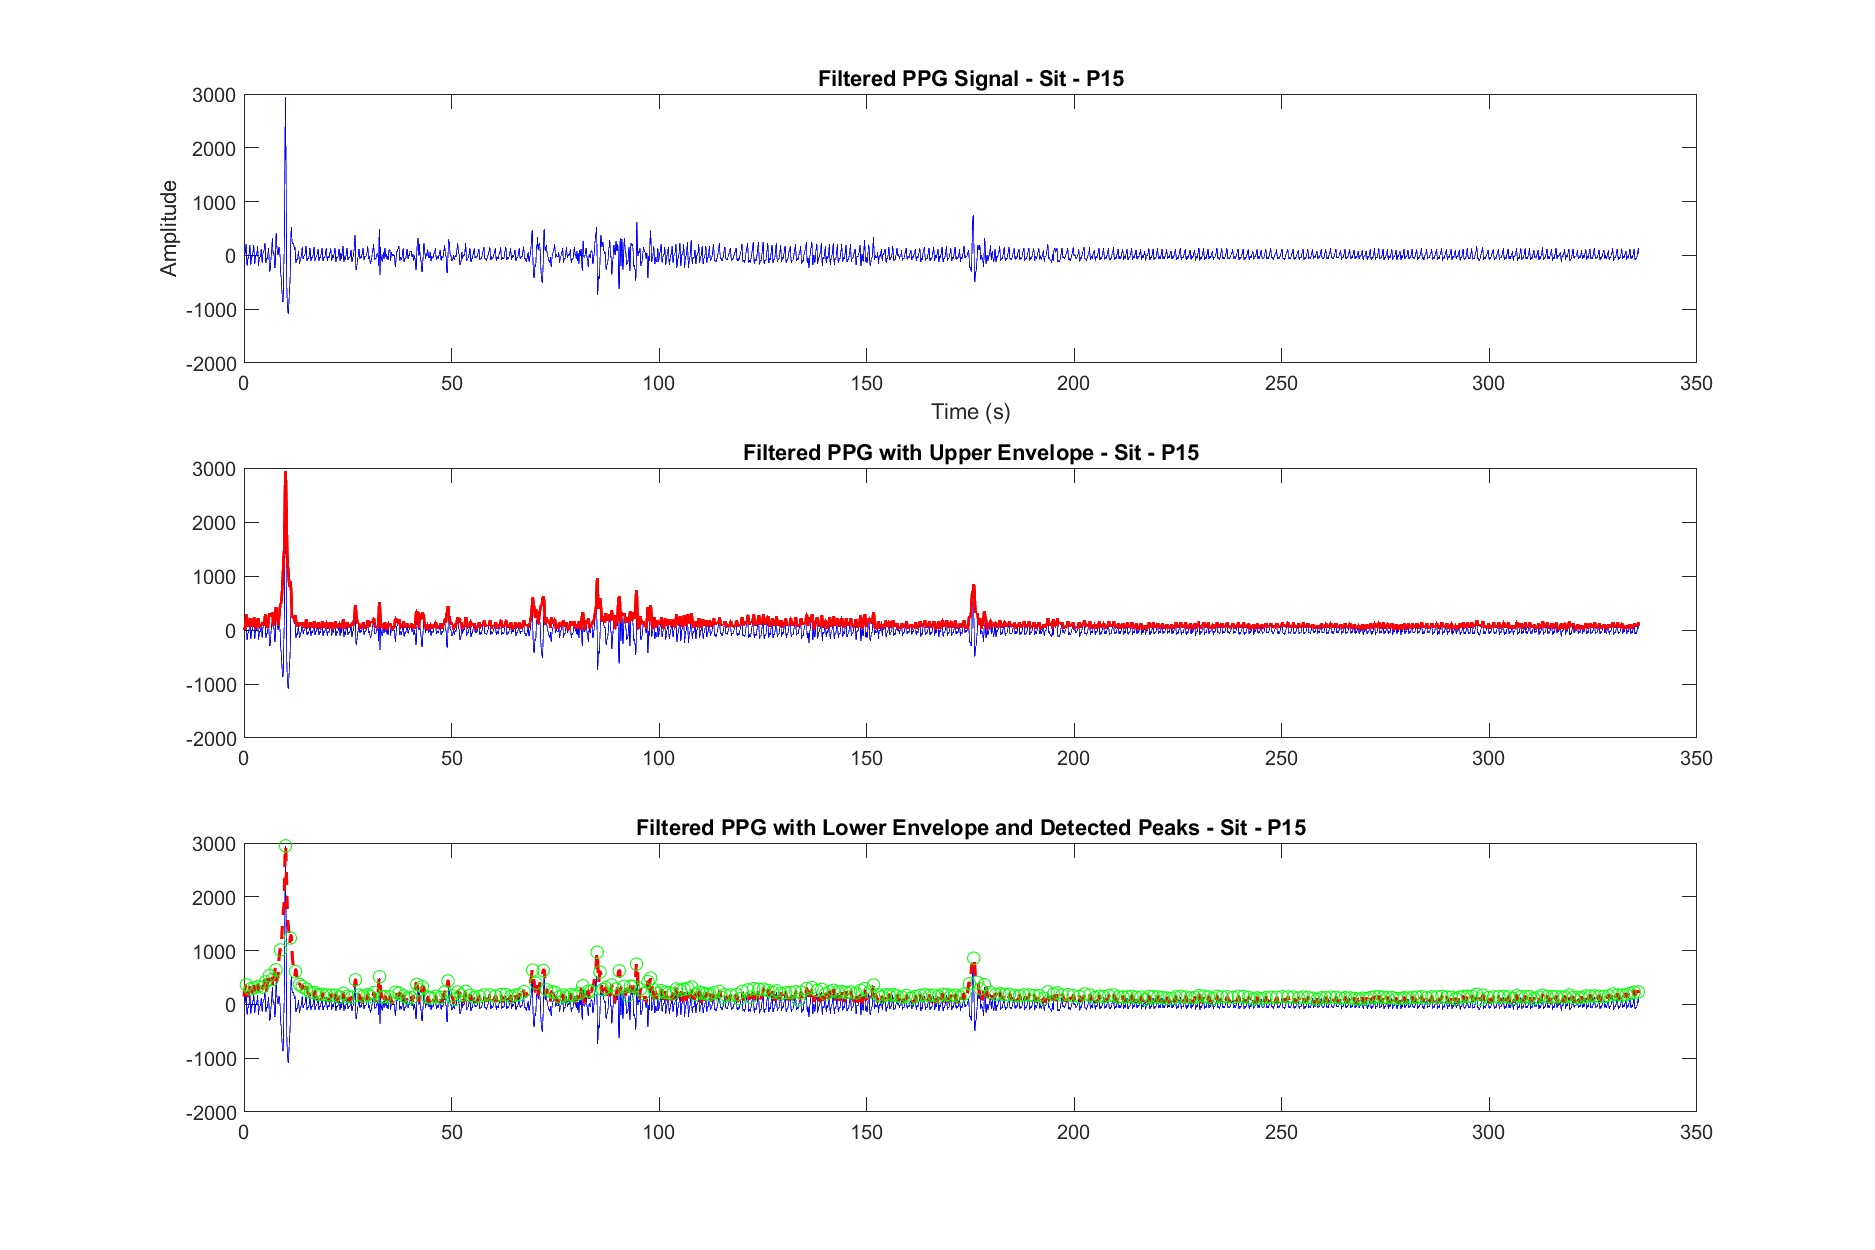 Filtered PPG Signal - Sit - P15
3000
2000
1000
0
-1000
-2000
Amplitude
0 50 100 150 200 250 300 350
Time (s)
Filtered PPG with Upper Envelope - Sit - P15
3000
2000
1000
0
-1000
-2000
0 50 100 150 200 250 300 350
Filtered PPG with Lower Envelope and Detected Peaks - Sit - P15
3000
2000
1000
0
-1000
-2000
0 50 100 150 200 250 300 350